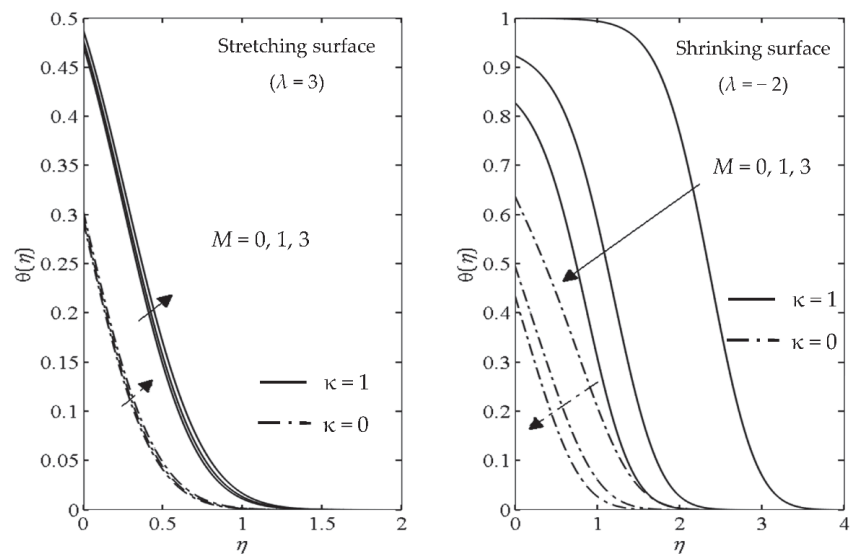 0.5
0.45
0.4
0.35
0.3
0.25
0.2
0.15
0.1
0.05
0
θ(η)
Stretching surface
(λ = 3)
M = 0, 1, 3
κ = 1
κ = 0
0
0.5
1
1.5
2
η
1
0.9
0.8
0.7
0.6
0.5
0.4
0.3
0.2
0.1
0
θ(η)
Shrinking surface
(λ = – 2)
M = 0, 1, 3
κ = 1
κ = 0
0
1
2
3
4
η